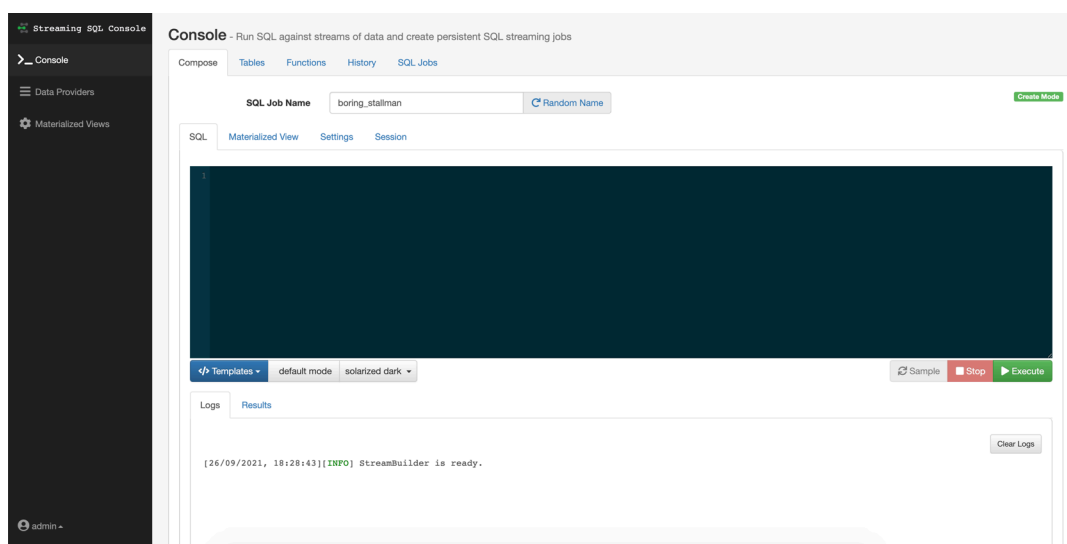 Streaming SQL Console
Console
Data Providers
Materialized Views
admin
Console - Run SQL against streams of data and create persistent SQL streaming jobs
Compose Tables Functions History SQL Jobs
SQL Job Name boring_stallman Random Name
Create Mode
SQL Materialized View Settings Session
1
</> Templates default mode solarized dark Sample Stop Execute
Logs Results
Clear Logs
[26/09/2021, 18:28:43][INFO] StreamBuilder is ready.